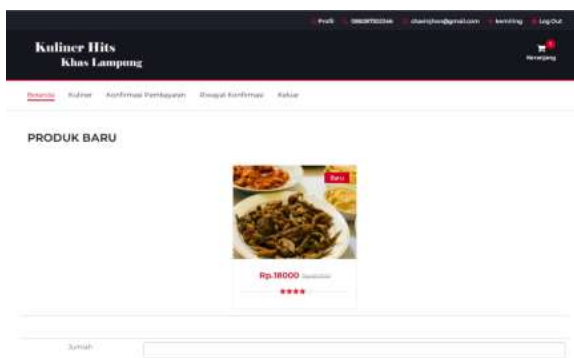 Profil
kemiling
Log Out
Kuliner Hits
Khas Lampung
1
Keranjang
Beranda Kuliner Konfirmasi Pembayaran Riwayat Konfirmasi Keluar
PRODUK BARU
Baru
Rp.18000
Jumlah